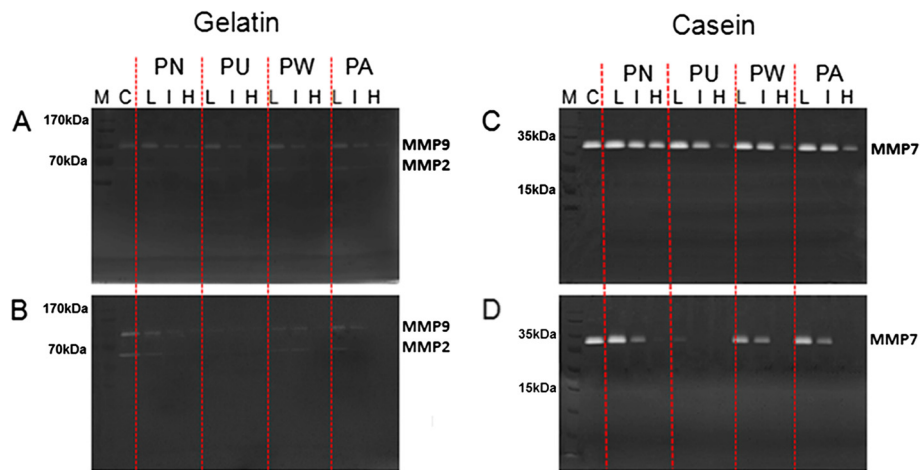 Gelatin
Casein
PN PU PW PA
PN PU PW PA
M C L I H L I H L I H L I H
M C L I H L I H L I H L I H
A
170kDa
70kDa
MMP9
MMP2
C
35kDa
15kDa
MMP7
B
170kDa
70kDa
MMP9
MMP2
D
35kDa
15kDa
MMP7